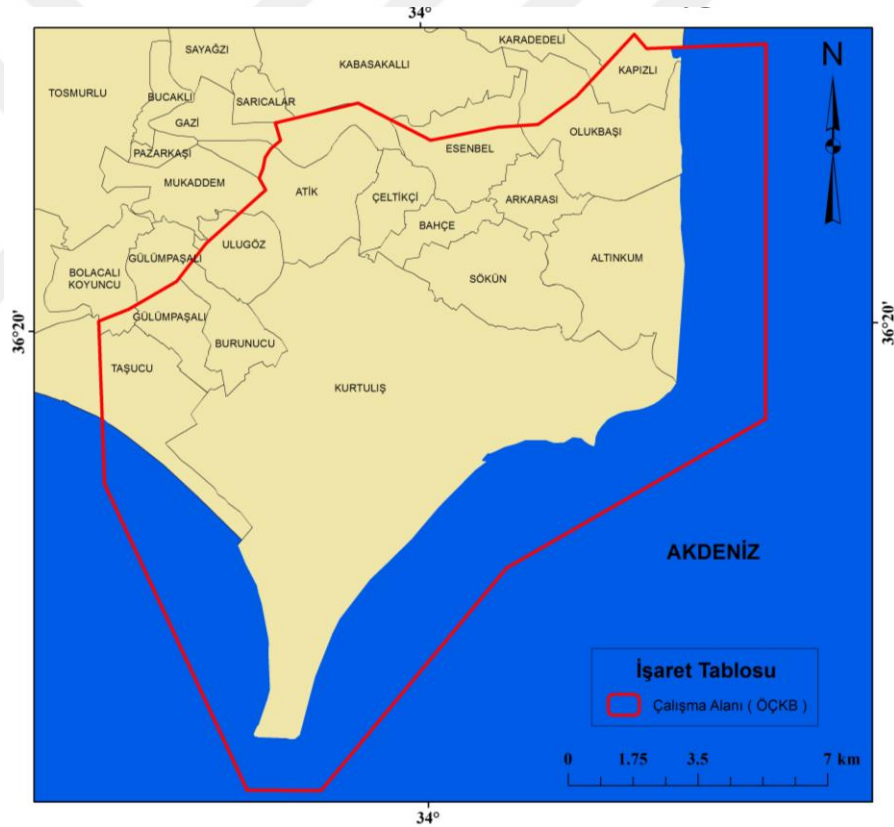 34°
SAYAĞZI
KARADEDELİ
KABASAKALLI
KAPIZLI
N
TOSMURLU
BUCAKLI
SARICALAR
GAZİ
OLUKBAŞI
PAZARKAŞI
ESENBEL
MUKADDEM
ATİK
ÇELTİKÇİ
ARKARASI
BAHÇE
ULUGÖZ
GÜLÜMPAŞALI
ALTINKUM
BOLACALI
KOYUNCU
SÖKÜN
36°20'
36°20'
GÜLÜMPAŞALI
BURUNUCU
TAŞUCU
KURTULIŞ
AKDENİZ
İşaret Tablosu
Çalışma Alanı ( ÖÇKB )
0 1.75 3.5 7 km
34°